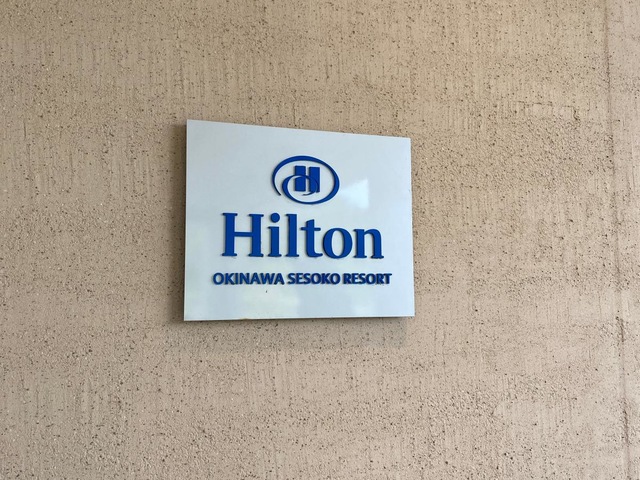 H
Hilton
OKINAWA SESOKO RESORT